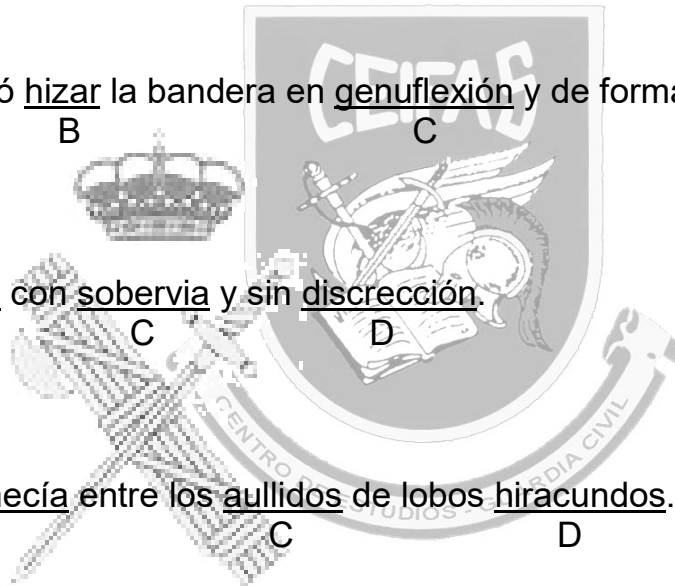 CEIFAS
ó hizar la bandera en genuflexión y de forma
B C
con sobervia y sin discrección.
C D
necía entre los aullidos de lobos hiracundos.
C D
CENTRO DE ESTUDIOS - GUARDIA CIVIL